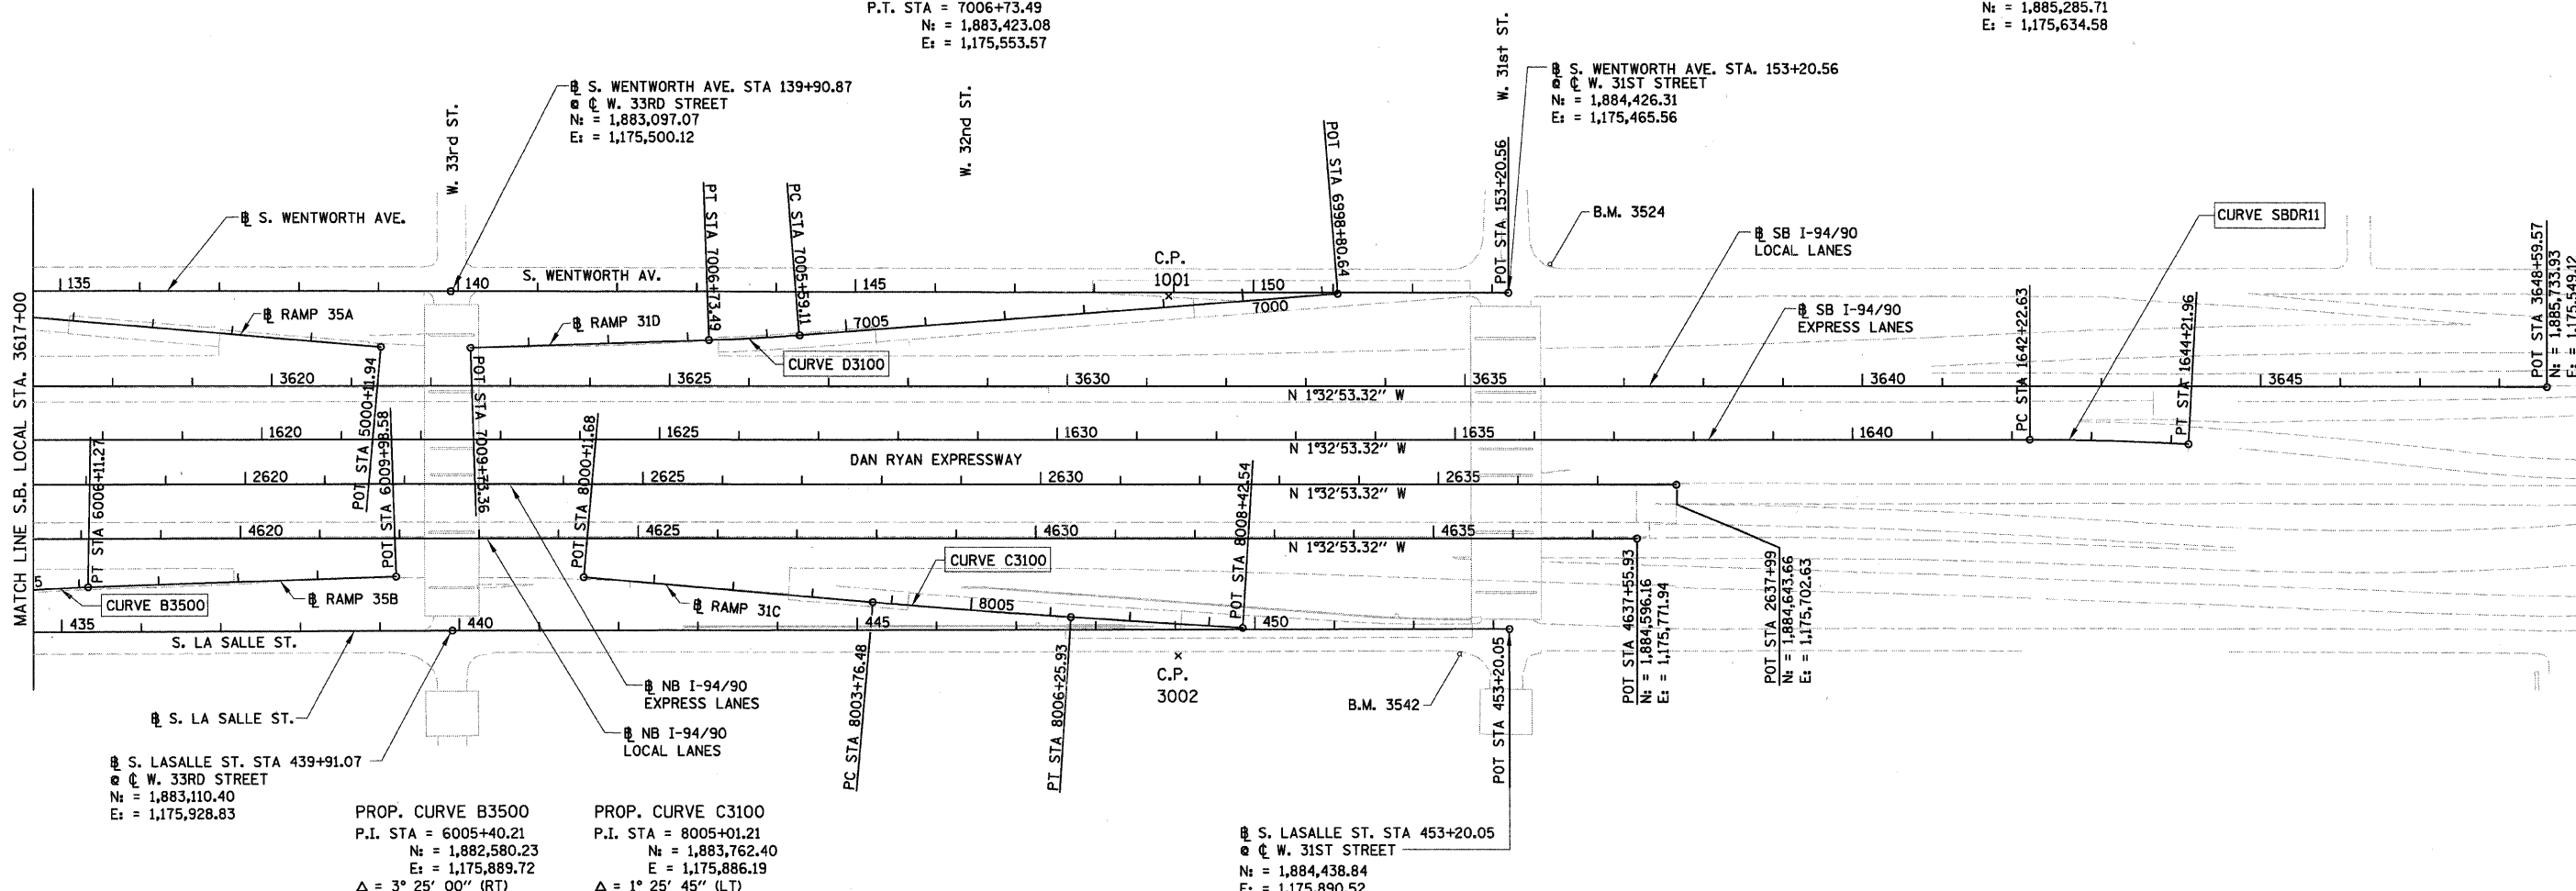 P.T. STA = 7006+73.49
N: = 1,883,423.08
E: = 1,175,553.57
N: = 1,885,285.71
E: = 1,175,634.58
W. 33rd ST.
W. 32nd ST.
W. 31st ST.
℄ S. WENTWORTH AVE. STA 139+90.87
@ ℄ W. 33RD STREET
N: = 1,883,097.07
E: = 1,175,500.12
℄ S. WENTWORTH AVE. STA. 153+20.56
@ ℄ W. 31ST STREET
N: = 1,884,426.31
E: = 1,175,465.56
MATCH LINE S.B. LOCAL STA. 3617+00
℄ S. WENTWORTH AVE.
PT STA 7006+73.49
PC STA 7005+59.11
POT STA 6998+80.64
POT STA 153+20.56
B.M. 3524
CURVE SBDR11
℄ SB I-94/90
LOCAL LANES
℄ SB I-94/90
EXPRESS LANES
POT STA 3648+59.57
N: = 1,885,733.93
E: = 1,175,549.12
C.P.
1001
135
140
S. WENTWORTH AV.
145
150
℄ RAMP 35A
℄ RAMP 31D
7005
7000
CURVE D3100
PC STA 1642+22.63
PT STA 1644+21.96
3620
3625
3630
3635
3640
3645
N 1°32'53.32" W
POT STA 5000+11.94
POT STA 7009+73.36
1620
1625
1630
1635
1640
N 1°32'53.32" W
PT STA 6006+11.27
POT STA 6009+98.58
POT STA 8000+11.68
DAN RYAN EXPRESSWAY
POT STA 8008+42.54
2620
2625
2630
2635
N 1°32'53.32" W
4620
4625
4630
4635
N 1°32'53.32" W
5
CURVE B3500
℄ RAMP 35B
℄ RAMP 31C
CURVE C3100
8005
435
440
445
450
S. LA SALLE ST.
POT STA 4637+55.93
N: = 1,884,596.16
E: = 1,175,771.94
POT STA 2637+99
N: = 1,884,643.66
E: = 1,175,702.63
℄ S. LA SALLE ST.
℄ NB I-94/90
EXPRESS LANES
℄ NB I-94/90
LOCAL LANES
PC STA 8003+76.48
PT STA 8006+25.93
C.P.
3002
B.M. 3542
POT STA 453+20.05
℄ S. LASALLE ST. STA 439+91.07
@ ℄ W. 33RD STREET
N: = 1,883,110.40
E: = 1,175,928.83
PROP. CURVE B3500
P.I. STA = 6005+40.21
N: = 1,882,580.23
E: = 1,175,889.72
Δ = 3° 25' 00" (RT)
PROP. CURVE C3100
P.I. STA = 8005+01.21
N: = 1,883,762.40
E = 1,175,886.19
Δ = 1° 25' 45" (LT)
℄ S. LASALLE ST. STA 453+20.05
@ ℄ W. 31ST STREET
N: = 1,884,438.84
E: = 1,175,890.52